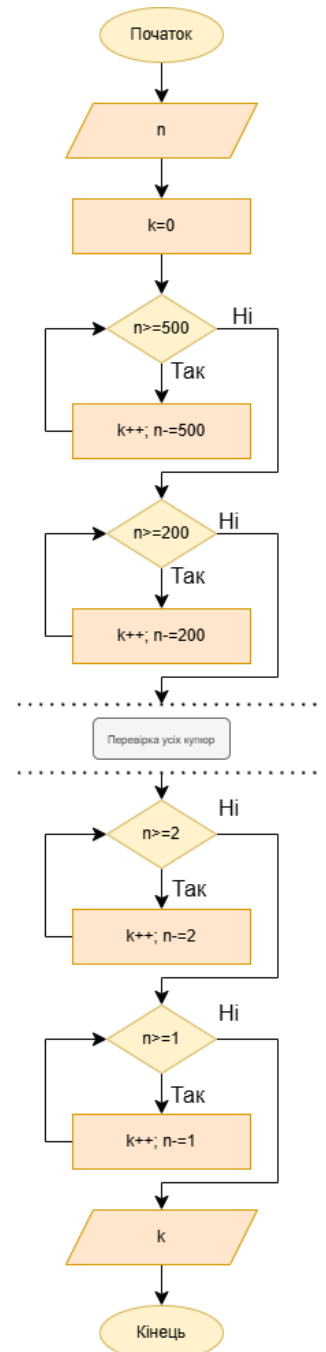 Початок
n
k=0
n>=500
Ні
Так
k++; n-=500
n>=200
Ні
Так
k++; n-=200
Перевірка усіх купюр
Ні
n>=2
Так
k++; n-=2
Ні
n>=1
Так
k++; n-=1
k
Кінець